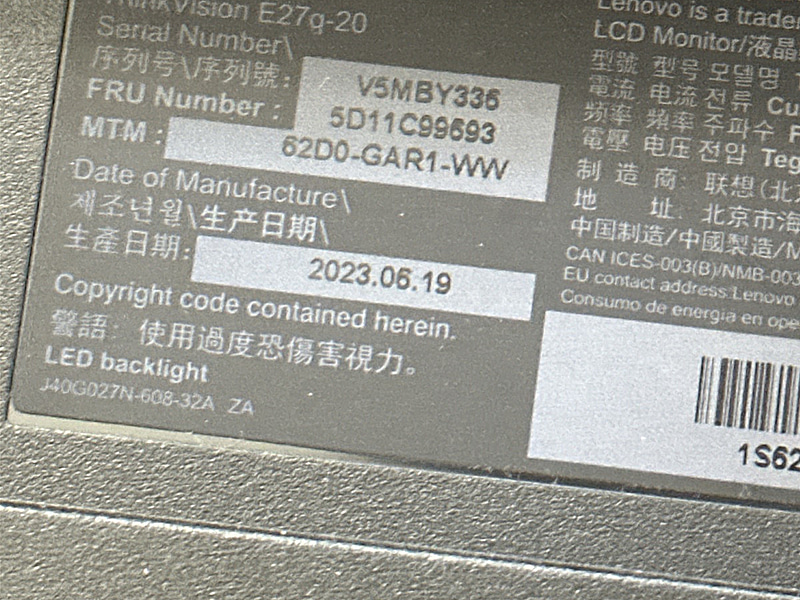 ThinkVision E27q-20
Serial Number\
序列号\序列號: V5MBY336
FRU Number : 5D11C99693
MTM : 62D0-GAR1-WW
Date of Manufacture\
제조년월\生产日期\
生產日期: 2023.06.19
Copyright code contained herein.
警語: 使用過度恐傷害視力。
LED backlight
J40G027N-608-32A ZA
Lenovo is a trader
LCD Monitor/液晶
型號 型号 모델명
電流 电流 전류 Cu
頻率 频率 주파수 F
電壓 电压 전압 Teg
制 造 商: 联想(北
地 址: 北京市海
中国制造/中國製造/M
CAN ICES-003(B)/NMB-003
EU contact address:Lenovo
Consumo de energia en ope
1S62